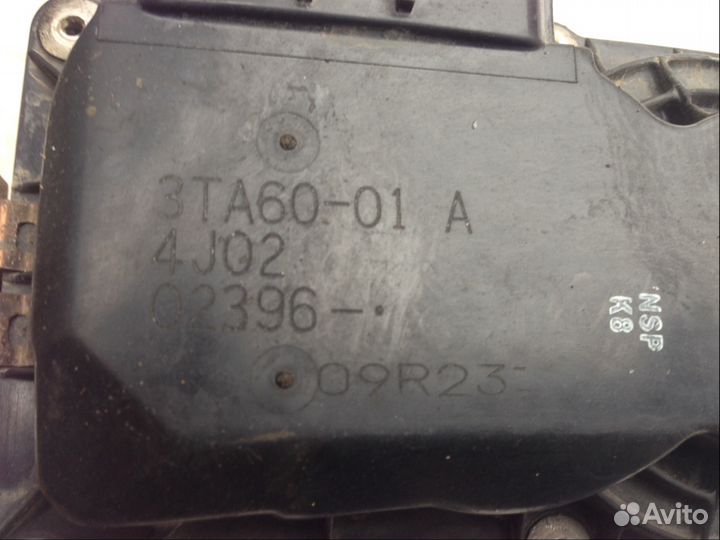 3TA60-01 A
4J02
02396-
09R23
NSP
K8
Avito